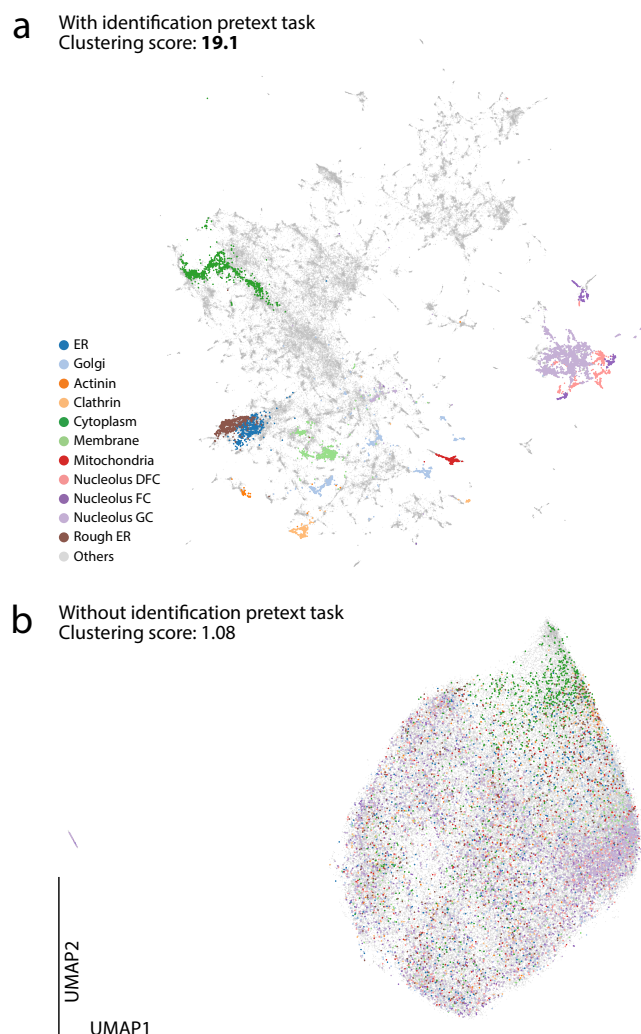 a
With identification pretext task
Clustering score: 19.1
ER
Golgi
Actinin
Clathrin
Cytoplasm
Membrane
Mitochondria
Nucleolus DFC
Nucleolus FC
Nucleolus GC
Rough ER
Others
b
Without identification pretext task
Clustering score: 1.08
UMAP2
UMAP1